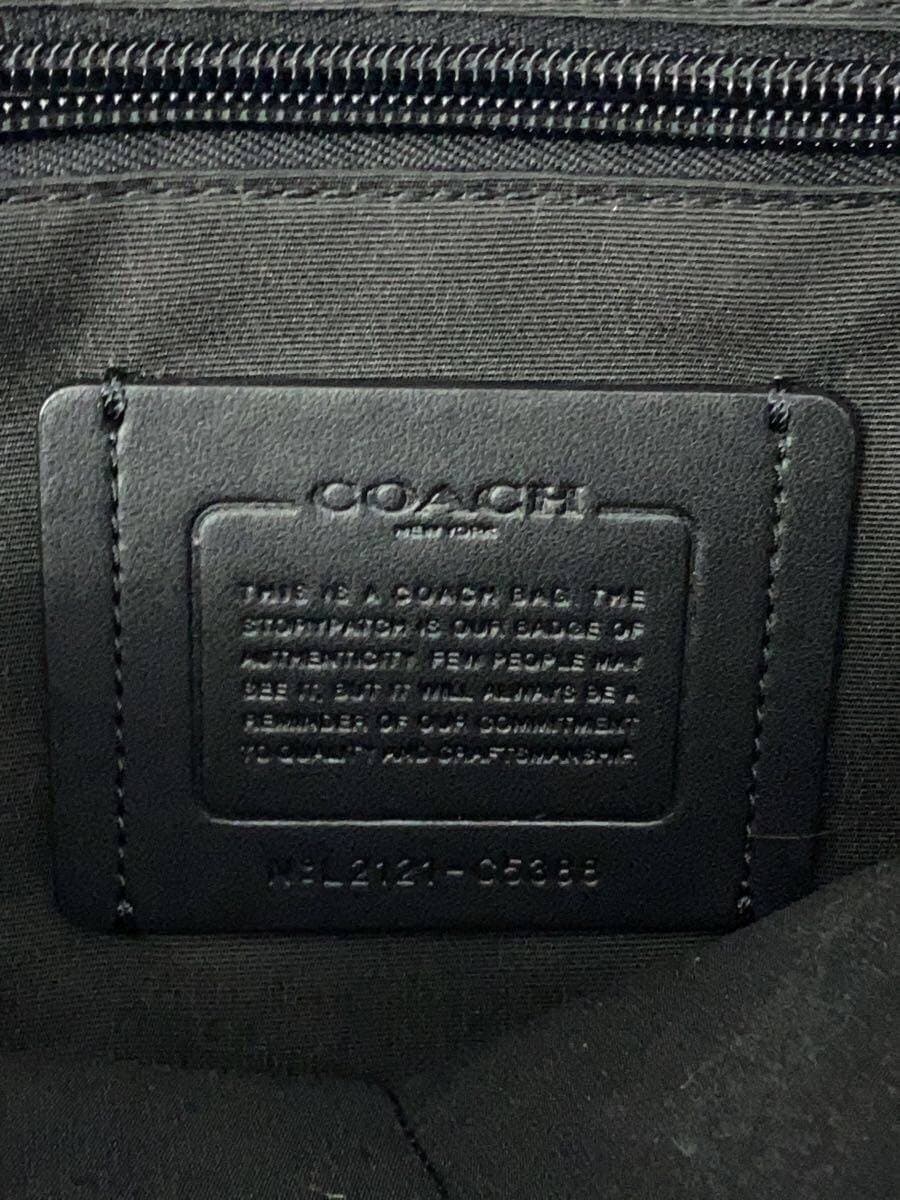 COACH
NEW YORK
THIS IS A COACH BAG. THE
STORYPATCH IS OUR BADGE OF
AUTHENTICITY. FEW PEOPLE MAY
SEE IT, BUT IT WILL ALWAYS BE A
REMINDER OF OUR COMMITMENT
TO QUALITY AND CRAFTSMANSHIP.